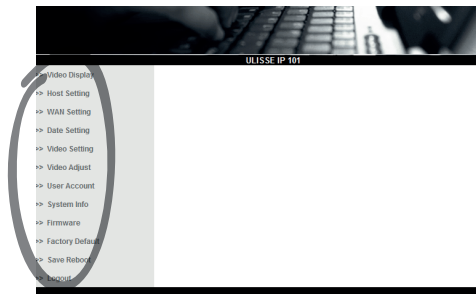 ULISSE IP 101
>> Video Display
>> Host Setting
>> WAN Setting
>> Date Setting
>> Video Setting
>> Video Adjust
>> User Account
>> System Info
>> Firmware
>> Factory Default
>> Save Reboot
>> Logout